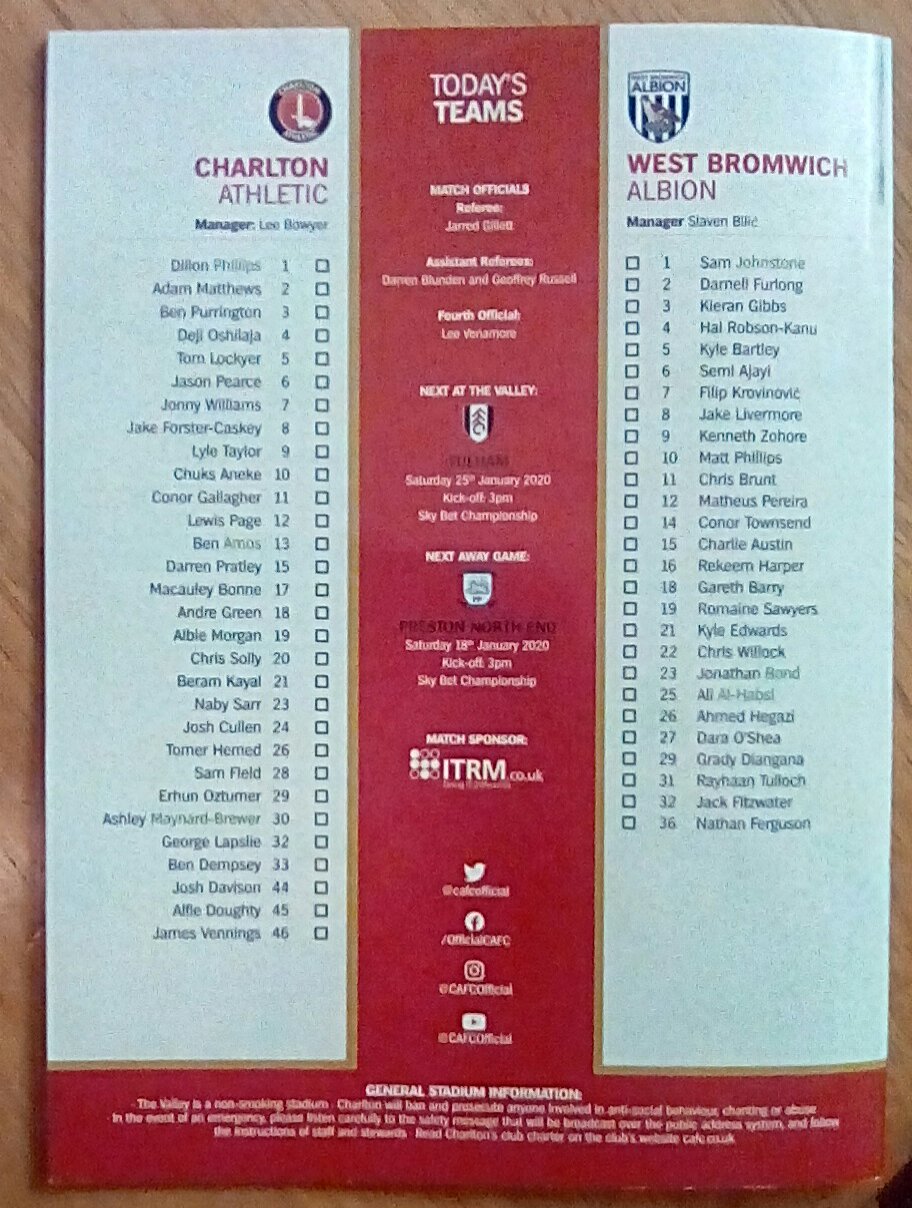 CHARLTON
ATHLETIC
Manager: Lee Bowyer
Dillon Phillips 1
Adam Matthews 2
Ben Purrington 3
Deji Oshilaja 4
Tom Lockyer 5
Jason Pearce 6
Jonny Williams 7
Jake Forster-Caskey 8
Lyle Taylor 9
Chuks Aneke 10
Conor Gallagher 11
Lewis Page 12
Ben Amos 13
Darren Pratley 15
Macauley Bonne 17
Andre Green 18
Albie Morgan 19
Chris Solly 20
Beram Kayal 21
Naby Sarr 23
Josh Cullen 24
Tomer Hemed 26
Sam Field 28
Erhun Oztumer 29
Ashley Maynard-Brewer 30
George Lapslie 32
Ben Dempsey 33
Josh Davison 44
Alfie Doughty 45
James Vennings 46
TODAY'S
TEAMS
MATCH OFFICIALS
Referee:
Jarred Gillett
Assistant Referees:
Darren Blunden and Geoffrey Russell
Fourth Official:
Lee Venamore
NEXT AT THE VALLEY:
FULHAM
Saturday 25th January 2020
Kick-off: 3pm
Sky Bet Championship
NEXT AWAY GAME:
PRESTON NORTH END
Saturday 18th January 2020
Kick-off: 3pm
Sky Bet Championship
MATCH SPONSOR:
ITRM.co.uk
@cafcofficial
/OfficialCAFC
@CAFCOfficial
@CAFCOfficial
WEST BROMWICH
ALBION
WEST BROMWICH
ALBION
Manager Slaven Bilić
1 Sam Johnstone
2 Darnell Furlong
3 Kieran Gibbs
4 Hal Robson-Kanu
5 Kyle Bartley
6 Semi Ajayi
7 Filip Krovinović
8 Jake Livermore
9 Kenneth Zohore
10 Matt Phillips
11 Chris Brunt
12 Matheus Pereira
14 Conor Townsend
15 Charlie Austin
16 Rekeem Harper
18 Gareth Barry
19 Romaine Sawyers
21 Kyle Edwards
22 Chris Willock
23 Jonathan Bond
25 Ali Al-Habsi
26 Ahmed Hegazi
27 Dara O'Shea
29 Grady Diangana
31 Rayhaan Tulloch
32 Jack Fitzwater
36 Nathan Ferguson
GENERAL STADIUM INFORMATION:
The Valley is a non-smoking stadium. Charlton will ban and prosecute anyone involved in anti-social behaviour, chanting or abuse
In the event of an emergency, please listen carefully to the safety message that will be broadcast over the public address system, and follow
the instructions of staff and stewards. Read Charlton's club charter on the club's website cafc.co.uk